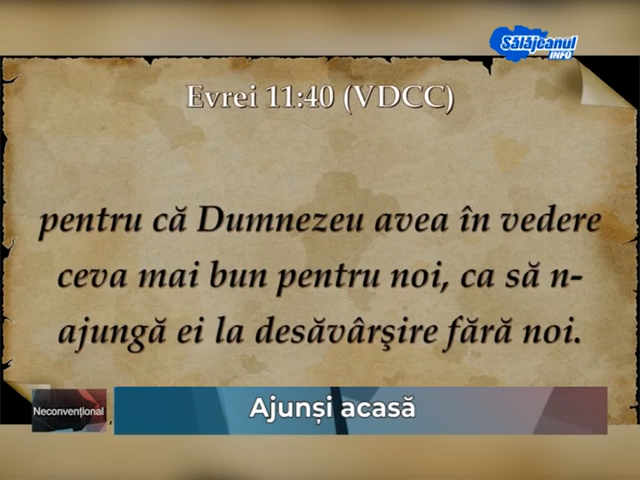 Sălăjeanul
INFO
Evrei 11:40 (VDCC)
pentru că Dumnezeu avea în vedere
ceva mai bun pentru noi, ca să n-
ajungă ei la desăvârşire fără noi.
Neconvențional
Ajunși acasă